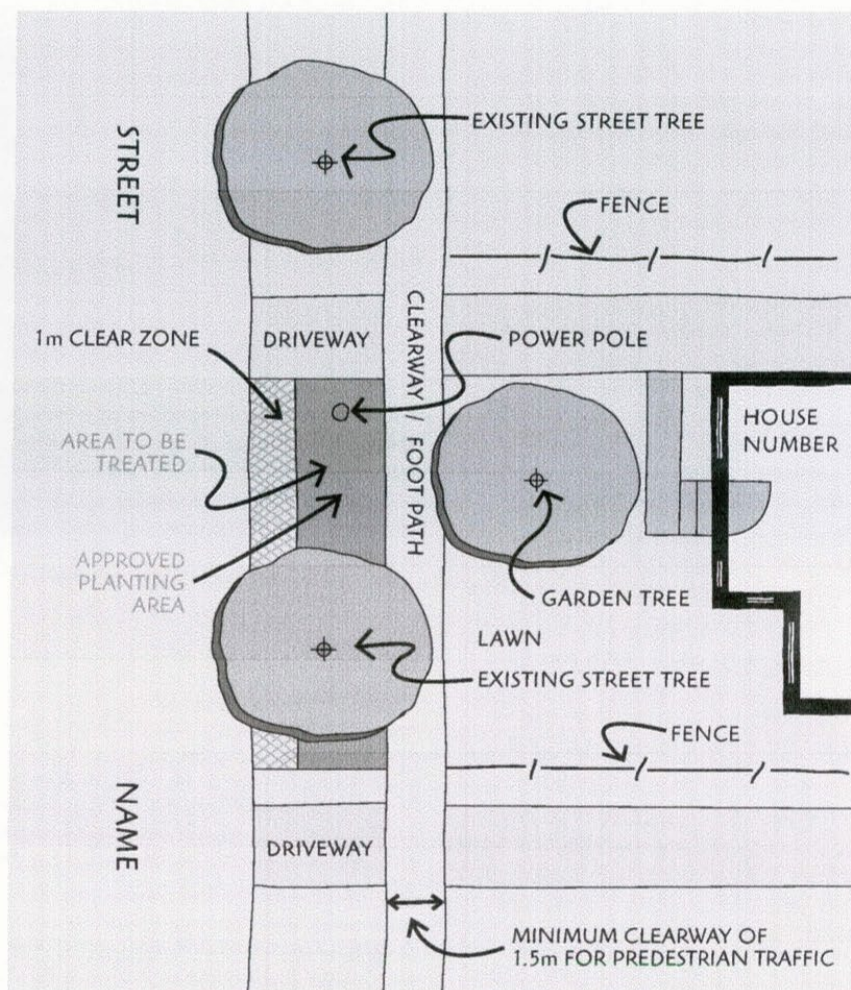 STREET
EXISTING STREET TREE
FENCE
1m CLEAR ZONE
DRIVEWAY
CLEARWAY / FOOT PATH
POWER POLE
HOUSE
NUMBER
AREA TO BE
TREATED
APPROVED
PLANTING
AREA
GARDEN TREE
LAWN
EXISTING STREET TREE
FENCE
NAME
DRIVEWAY
MINIMUM CLEARWAY OF
1.5m FOR PREDESTRIAN TRAFFIC